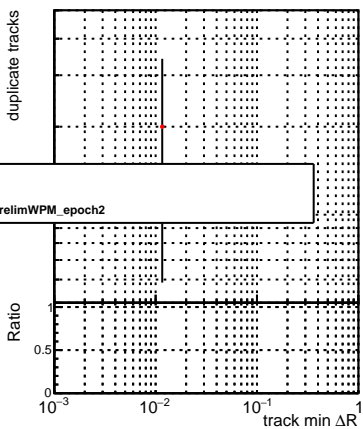 duplicate tracks
relimWPM_epoch2
Ratio
1
0.5
0
10⁻³ 10⁻² 10⁻¹ 1
track min ΔR